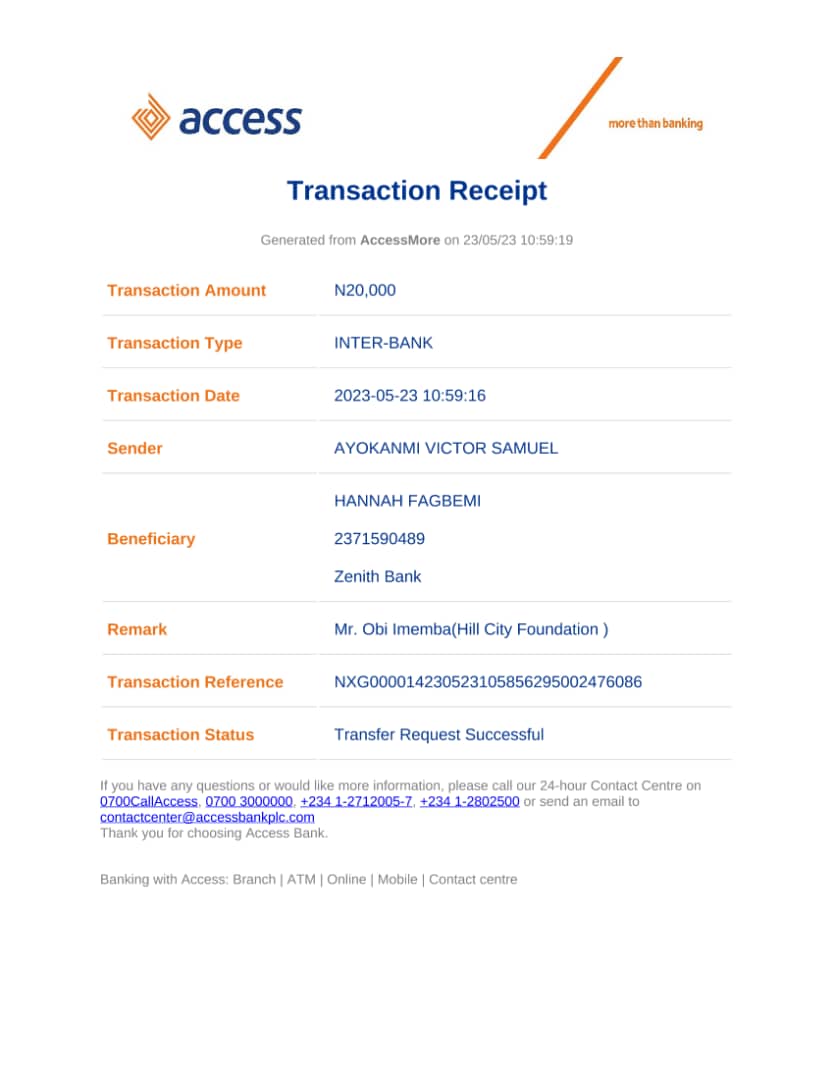 access
more than banking
Transaction Receipt
Generated from AccessMore on 23/05/23 10:59:19
Transaction Amount N20,000
Transaction Type INTER-BANK
Transaction Date 2023-05-23 10:59:16
Sender AYOKANMI VICTOR SAMUEL
HANNAH FAGBEMI
Beneficiary 2371590489
Zenith Bank
Remark Mr. Obi Imemba(Hill City Foundation )
Transaction Reference NXG000014230523105856295002476086
Transaction Status Transfer Request Successful
If you have any questions or would like more information, please call our 24-hour Contact Centre on
0700CallAccess, 0700 3000000, +234 1-2712005-7, +234 1-2802500 or send an email to
contactcenter@accessbankplc.com
Thank you for choosing Access Bank.
Banking with Access: Branch | ATM | Online | Mobile | Contact centre